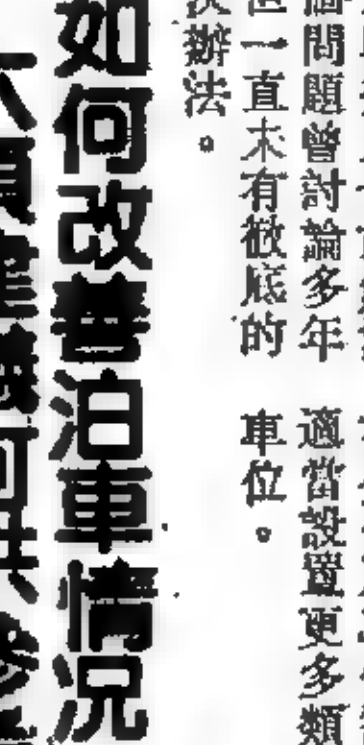 個問題曾討論多年
一直未有徹底的
辦法。
適當設置更多類
車位。
如何改善泊車情況